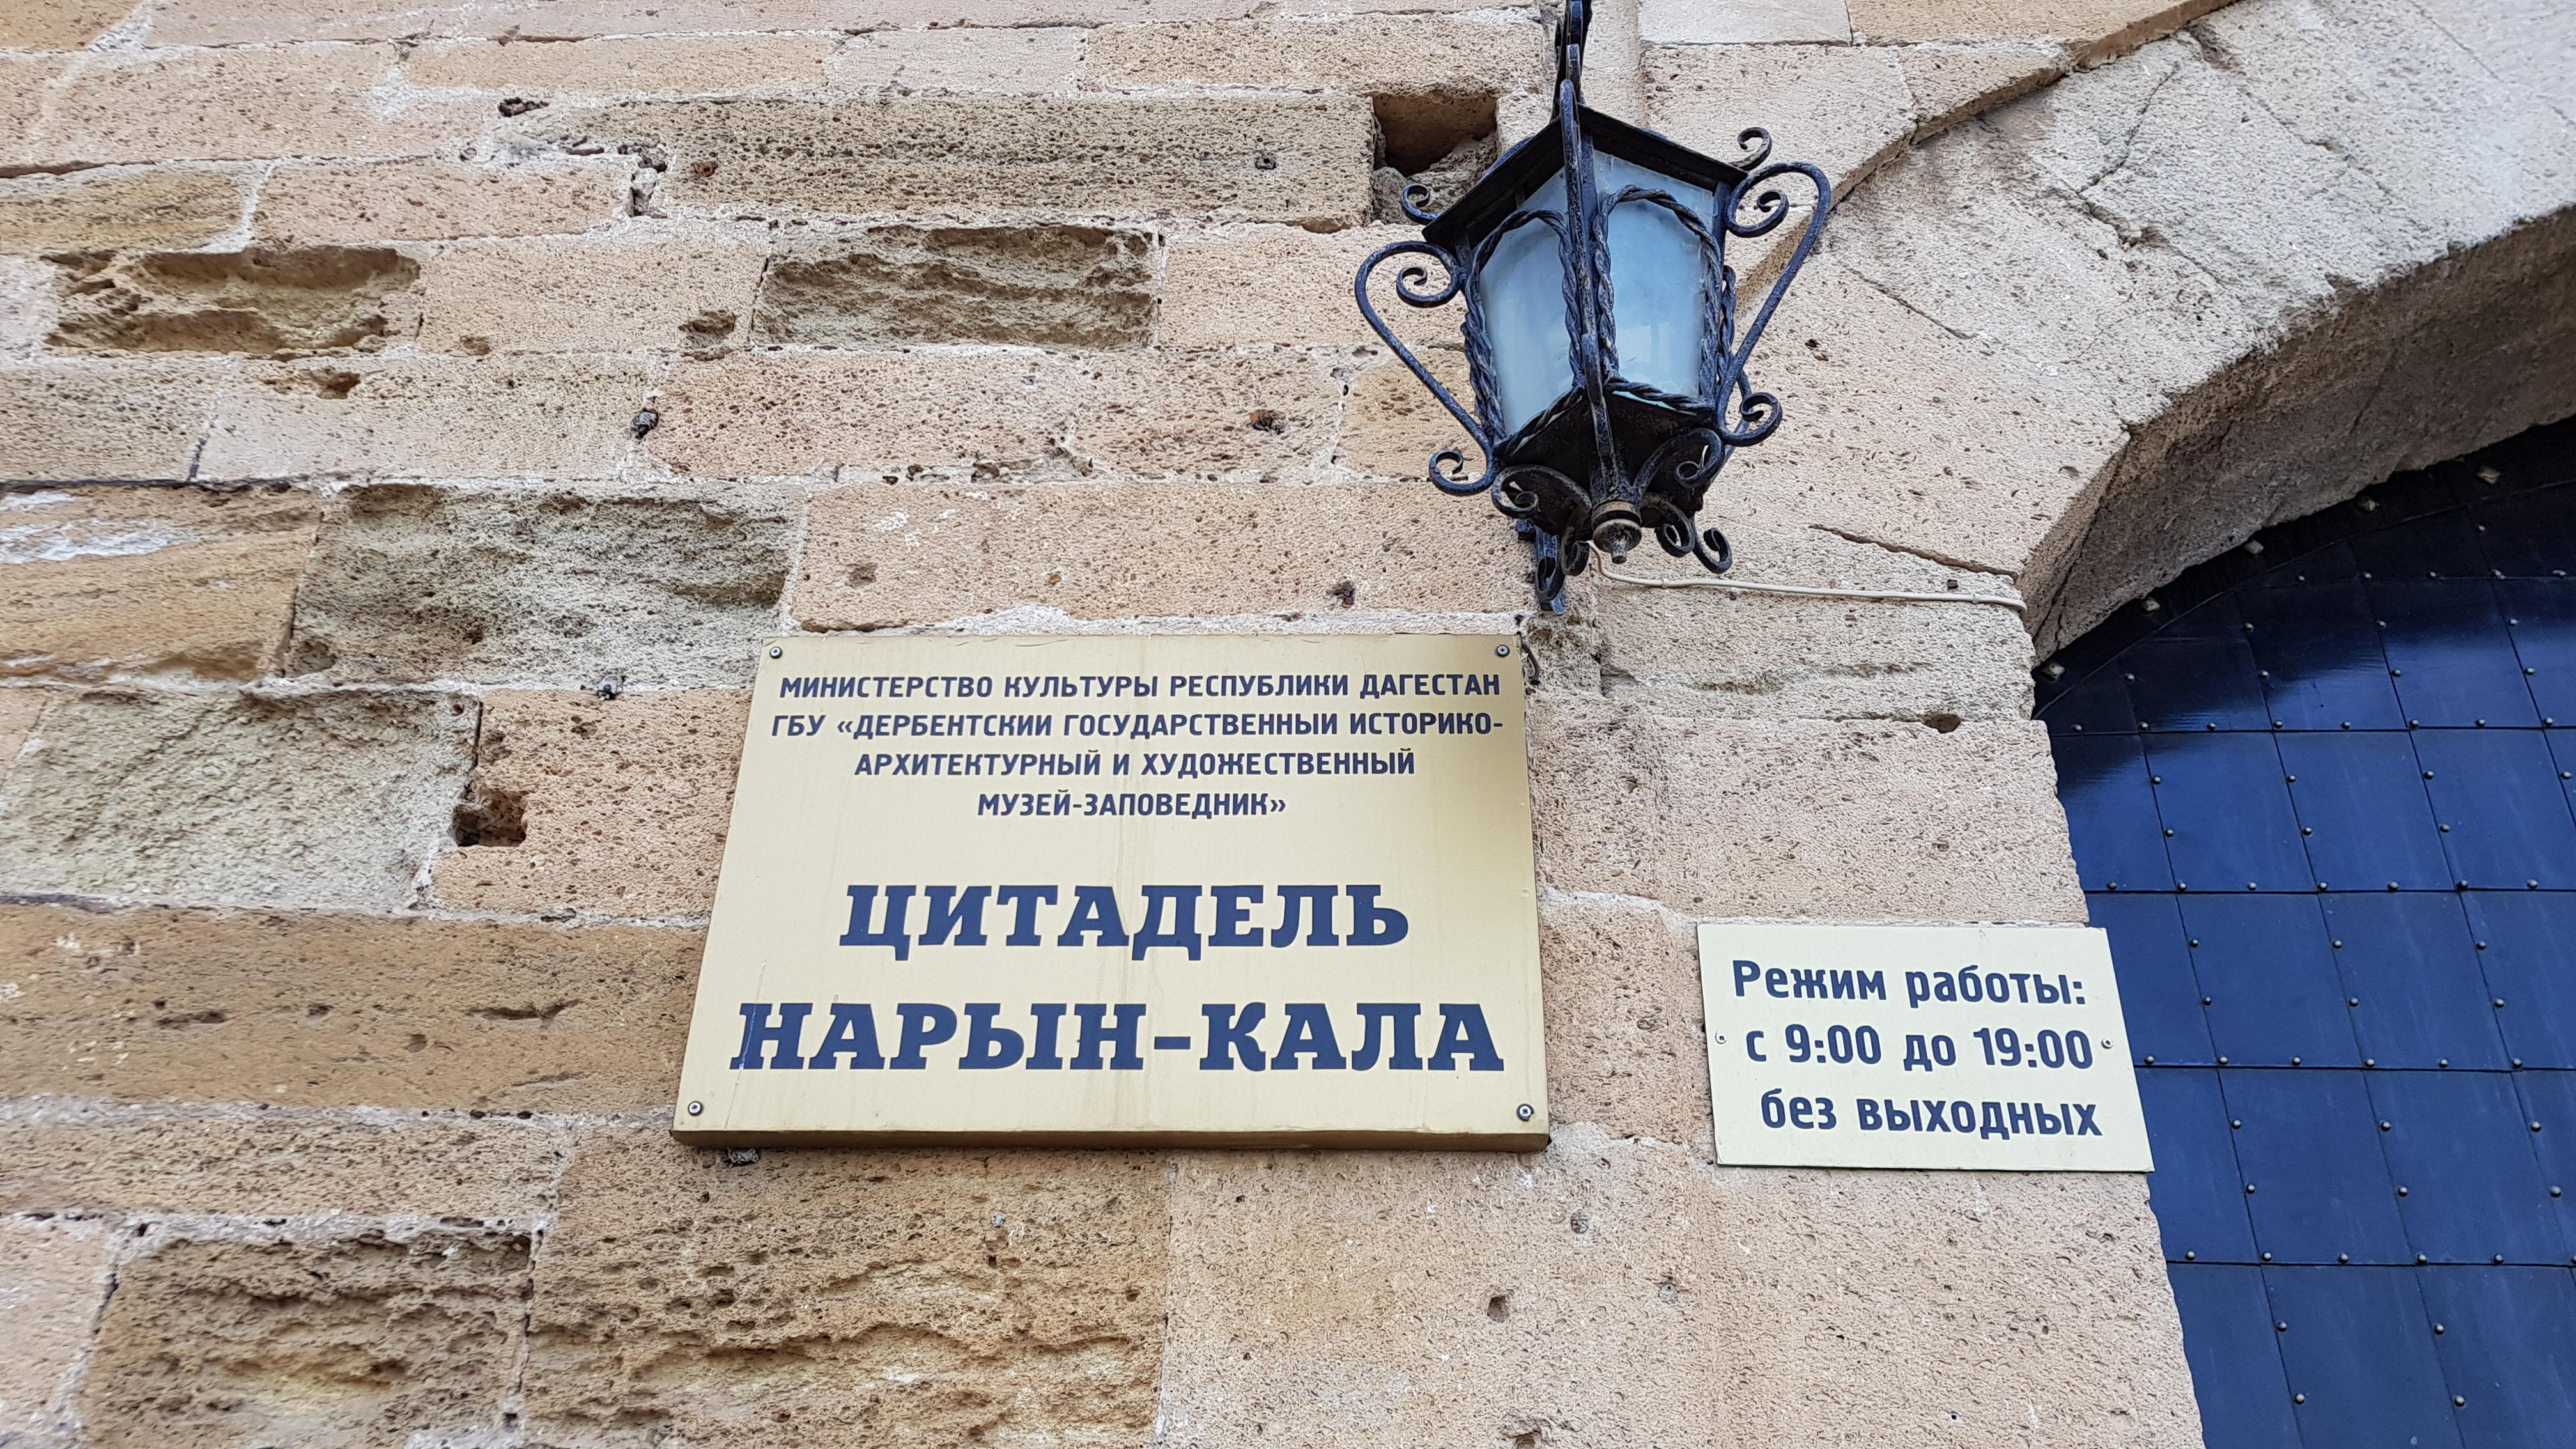 МИНИСТЕРСТВО КУЛЬТУРЫ РЕСПУБЛИКИ ДАГЕСТАН
ГБУ «ДЕРБЕНТСКИИ ГОСУДАРСТВЕННЫИ ИСТОРИКО-
АРХИТЕКТУРНЫЙ И ХУДОЖЕСТВЕННЫЙ
МУЗЕЙ-ЗАПОВЕДНИК»
ЦИТАДЕЛЬ
НАРЫН-КАЛА
Режим работы:
с 9:00 до 19:00
без выходных